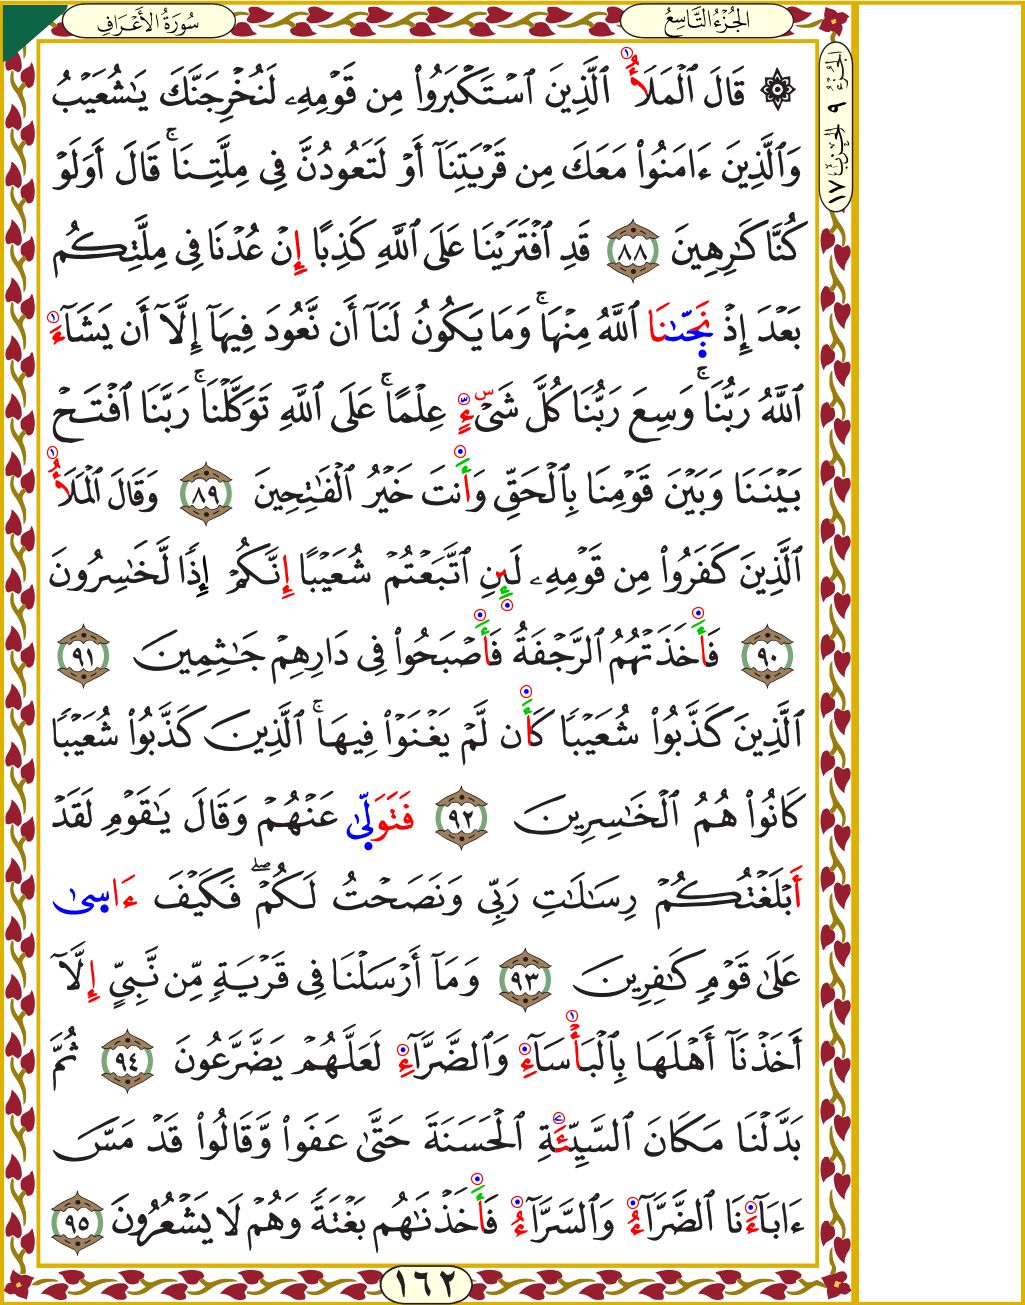 الجُزْءُ التَّاسِعُ
سُورَةُ الأَعْرَافِ
الجُزْءُ ٩ الحِزْبُ ١٧
۞ قَالَ ٱلْمَلَأُ ٱلَّذِينَ ٱسْتَكْبَرُوا۟ مِن قَوْمِهِۦ لَنُخْرِجَنَّكَ يَـٰشُعَيْبُ
وَٱلَّذِينَ ءَامَنُوا۟ مَعَكَ مِن قَرْيَتِنَآ أَوْ لَتَعُودُنَّ فِى مِلَّتِنَا ۚ قَالَ أَوَلَوْ
كُنَّا كَـٰرِهِينَ ٨٨ قَدِ ٱفْتَرَيْنَا عَلَى ٱللَّهِ كَذِبًا إِنْ عُدْنَا فِى مِلَّتِكُم
بَعْدَ إِذْ نَجَّىٰنَا ٱللَّهُ مِنْهَا ۚ وَمَا يَكُونُ لَنَآ أَن نَّعُودَ فِيهَآ إِلَّآ أَن يَشَآءَ
ٱللَّهُ رَبُّنَا ۚ وَسِعَ رَبُّنَا كُلَّ شَىْءٍ عِلْمًا ۚ عَلَى ٱللَّهِ تَوَكَّلْنَا ۚ رَبَّنَا ٱفْتَحْ
بَيْنَنَا وَبَيْنَ قَوْمِنَا بِٱلْحَقِّ وَأَنتَ خَيْرُ ٱلْفَـٰتِحِينَ ٨٩ وَقَالَ ٱلْمَلَأُ
ٱلَّذِينَ كَفَرُوا۟ مِن قَوْمِهِۦ لَئِنِ ٱتَّبَعْتُمْ شُعَيْبًا إِنَّكُمْ إِذًا لَّخَـٰسِرُونَ
٩٠ فَأَخَذَتْهُمُ ٱلرَّجْفَةُ فَأَصْبَحُوا۟ فِى دَارِهِمْ جَـٰثِمِينَ ٩١
ٱلَّذِينَ كَذَّبُوا۟ شُعَيْبًا كَأَن لَّمْ يَغْنَوْا۟ فِيهَا ۚ ٱلَّذِينَ كَذَّبُوا۟ شُعَيْبًا
كَانُوا۟ هُمُ ٱلْخَـٰسِرِينَ ٩٢ فَتَوَلَّىٰ عَنْهُمْ وَقَالَ يَـٰقَوْمِ لَقَدْ
أَبْلَغْتُكُمْ رِسَـٰلَـٰتِ رَبِّى وَنَصَحْتُ لَكُمْ ۖ فَكَيْفَ ءَاسَىٰ
عَلَىٰ قَوْمٍ كَـٰفِرِينَ ٩٣ وَمَآ أَرْسَلْنَا فِى قَرْيَةٍ مِّن نَّبِىٍّ إِلَّآ
أَخَذْنَآ أَهْلَهَا بِٱلْبَأْسَآءِ وَٱلضَّرَّآءِ لَعَلَّهُمْ يَضَّرَّعُونَ ٩٤ ثُمَّ
بَدَّلْنَا مَكَانَ ٱلسَّيِّئَةِ ٱلْحَسَنَةَ حَتَّىٰ عَفَوا۟ وَّقَالُوا۟ قَدْ مَسَّ
ءَابَآءَنَا ٱلضَّرَّآءُ وَٱلسَّرَّآءُ فَأَخَذْنَـٰهُم بَغْتَةً وَهُمْ لَا يَشْعُرُونَ ٩٥
١٦٢